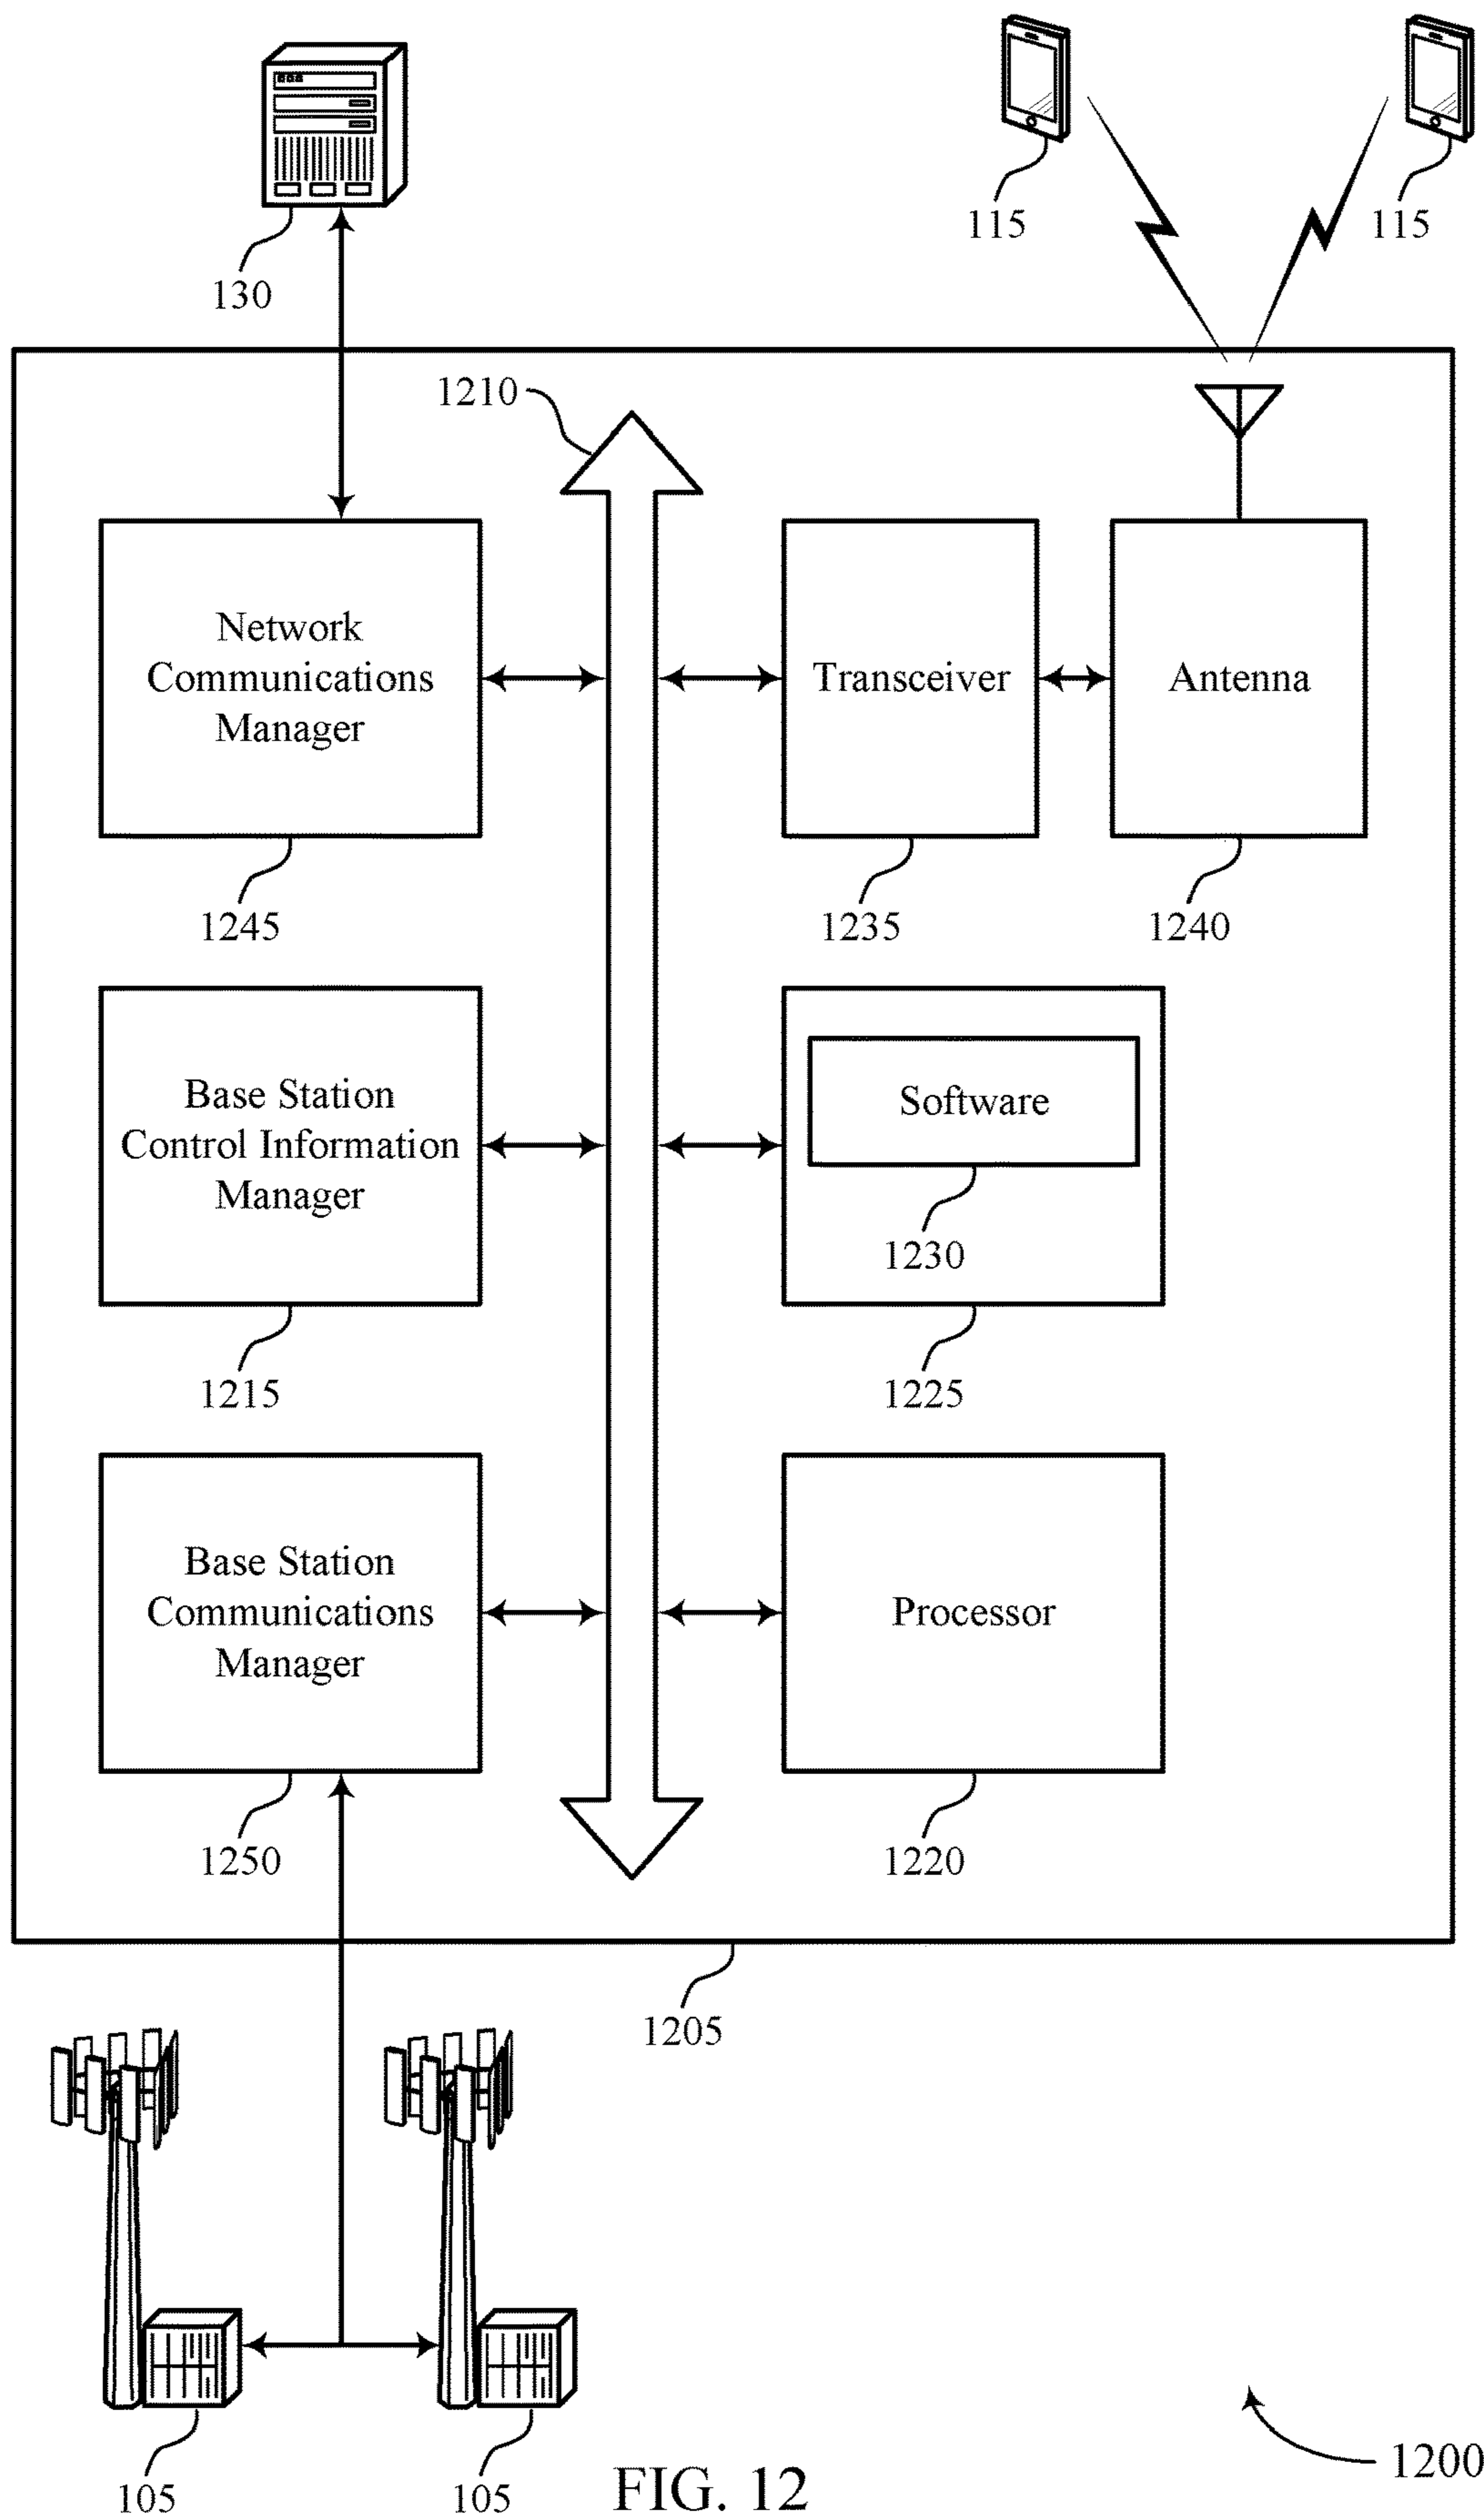 115
115
130
1210
Network
Communications
Manager
Transceiver
Antenna
1245
1235
1240
Base Station
Control Information
Manager
Software
1230
1215
1225
Base Station
Communications
Manager
Processor
1250
1220
1205
105
105
FIG. 12
1200